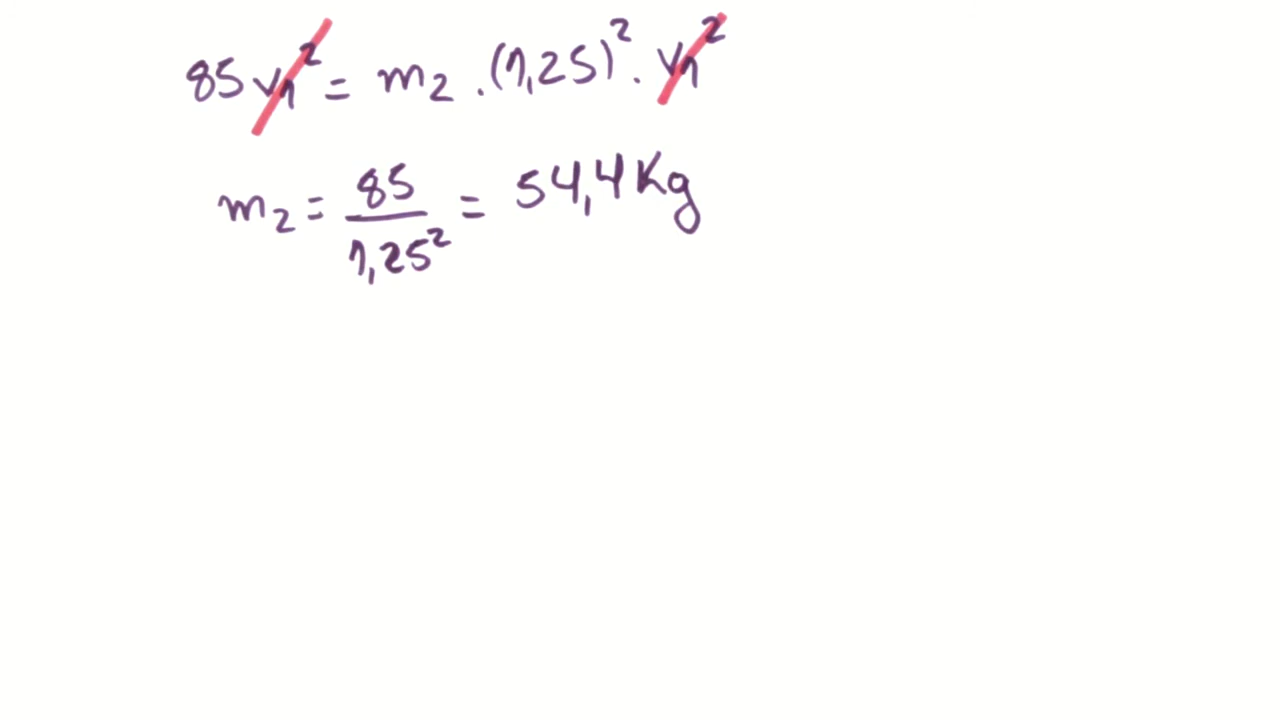 85 v₁² = m₂ . (1,25)² . v₁²
m₂ = 85 / 1,25² = 54,4 Kg